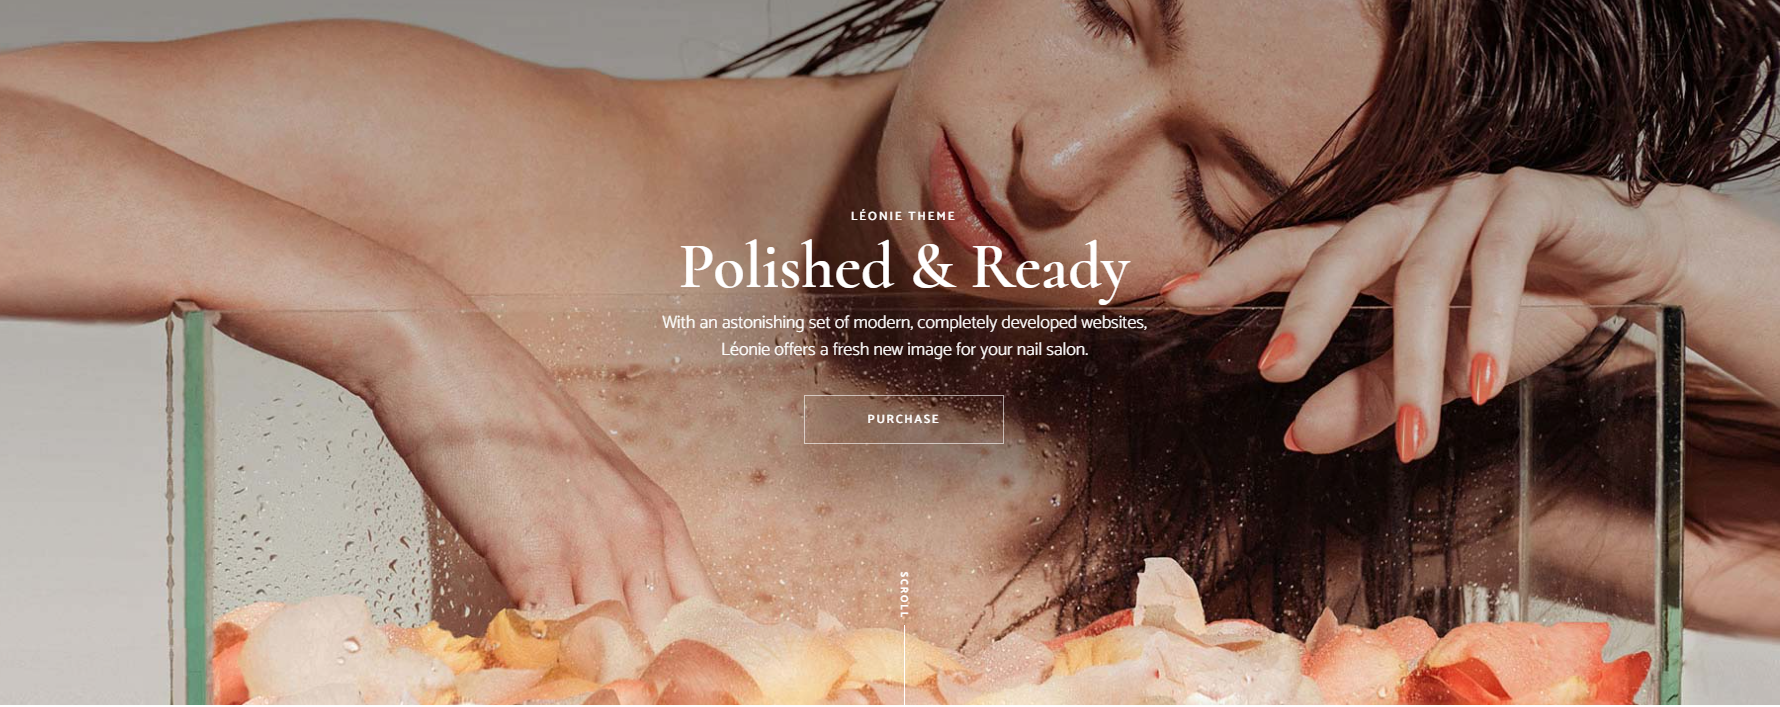 LÉONIE THEME
Polished & Ready
With an astonishing set of modern, completely developed websites,
Léonie offers a fresh new image for your nail salon.
PURCHASE
SCROLL